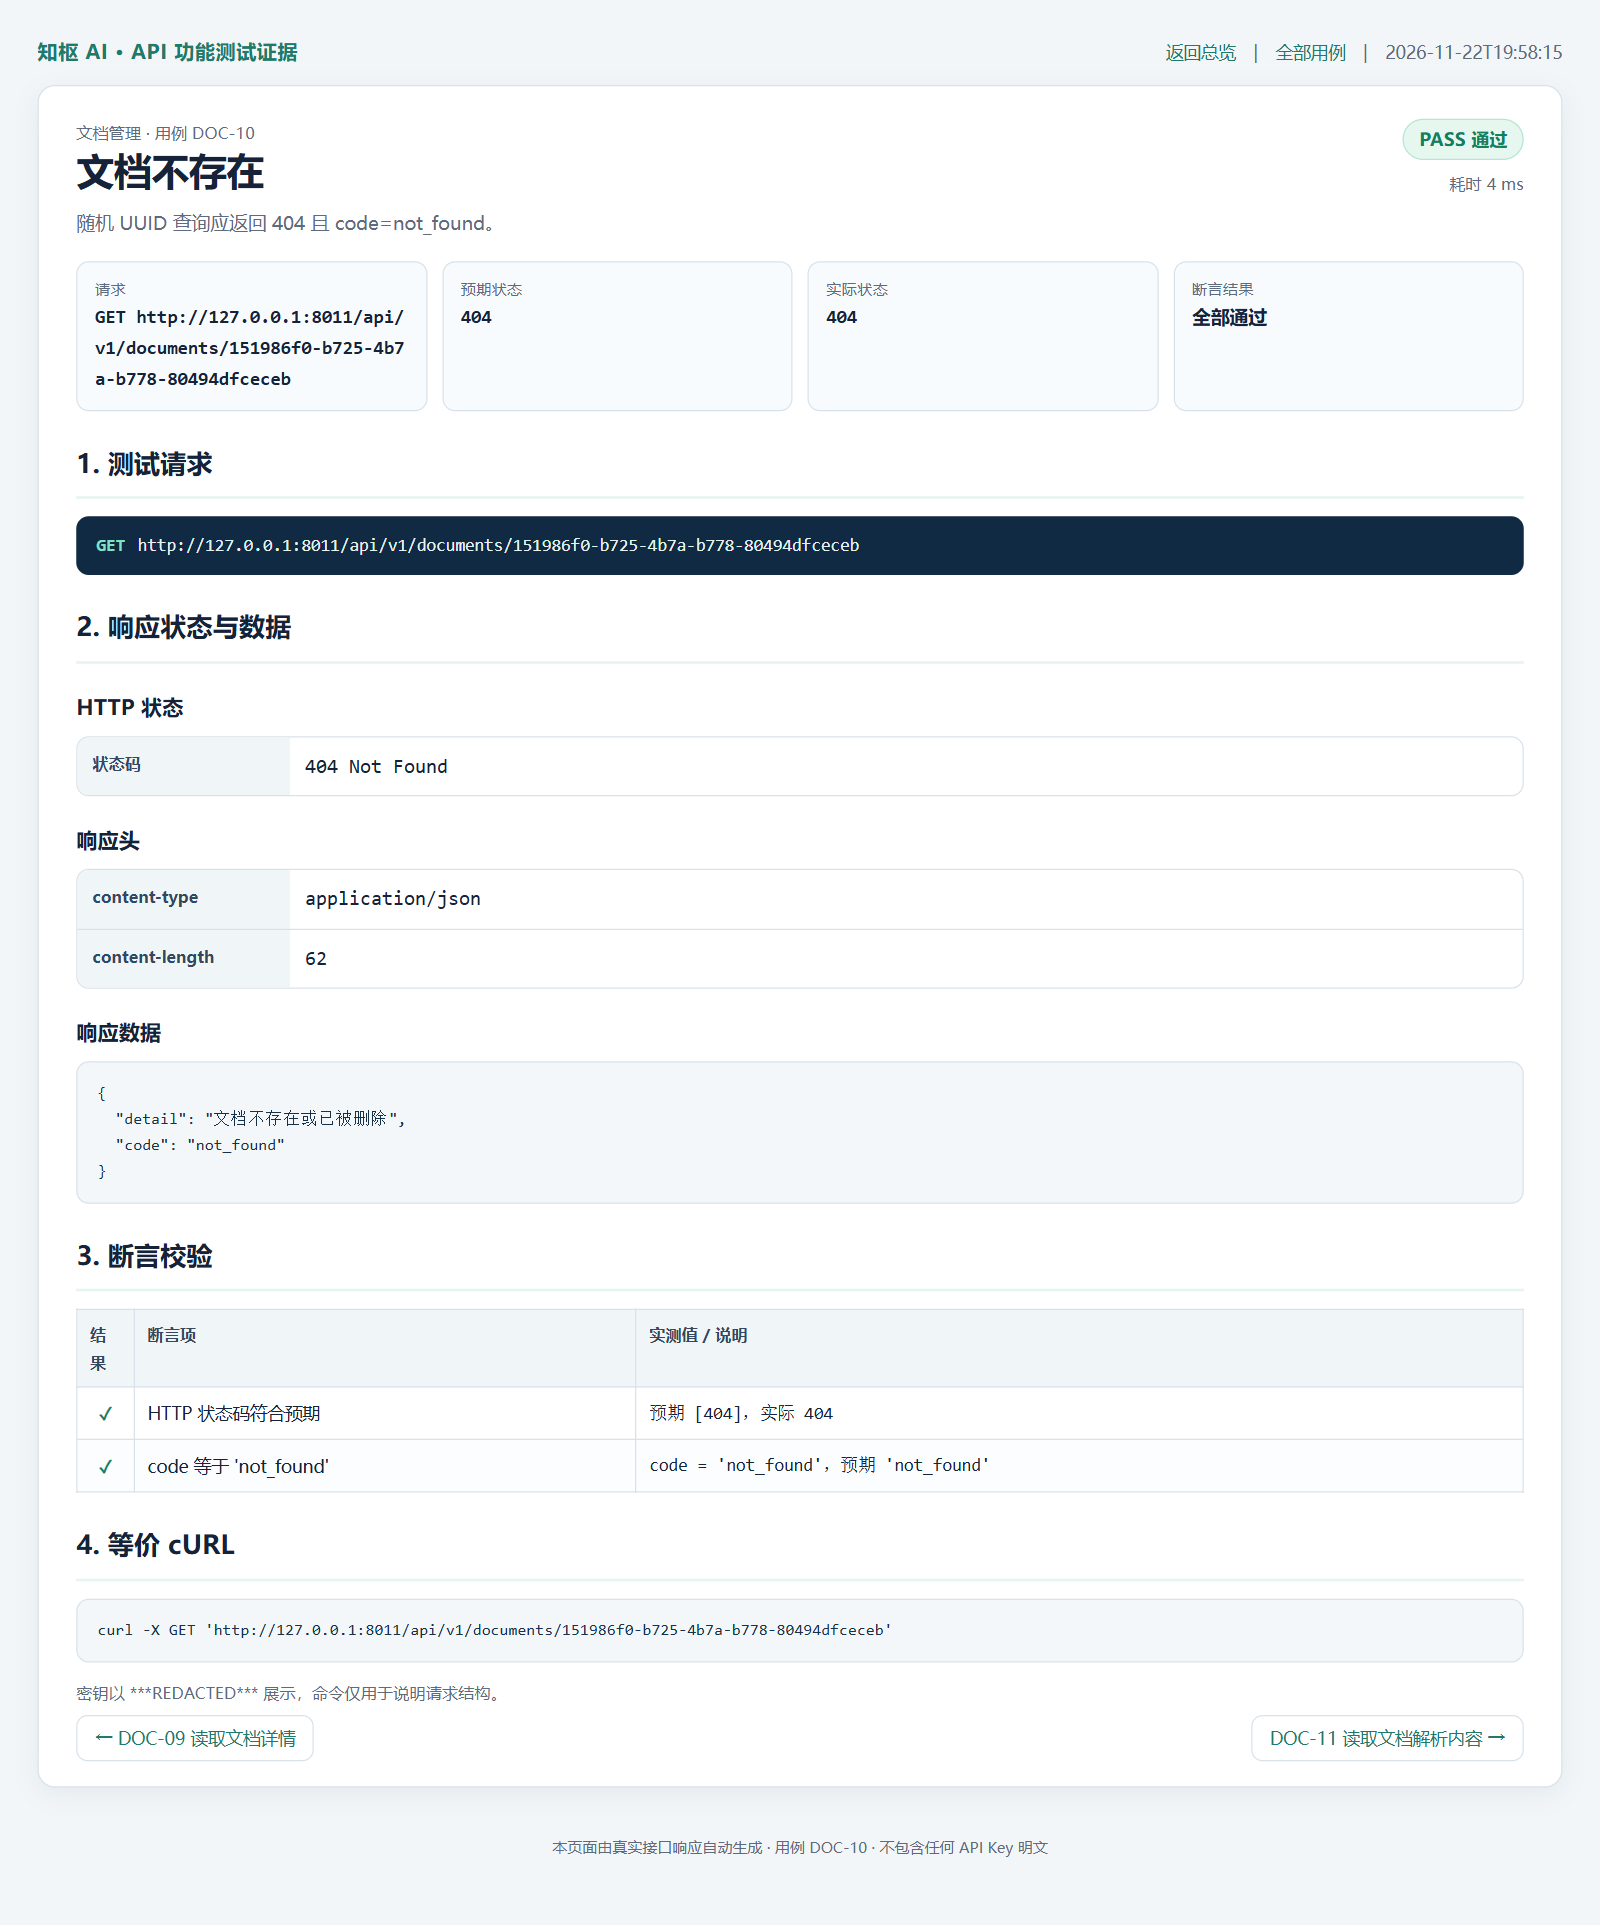 知枢 AI · API 功能测试证据
返回总览 | 全部用例 | 2026-11-22T19:58:15
文档管理 · 用例 DOC-10
文档不存在
随机 UUID 查询应返回 404 且 code=not_found。
PASS 通过
耗时 4 ms
请求
GET http://127.0.0.1:8011/api/
v1/documents/151986f0-b725-4b7
a-b778-80494dfceceb
预期状态
404
实际状态
404
断言结果
全部通过
1. 测试请求
GET http://127.0.0.1:8011/api/v1/documents/151986f0-b725-4b7a-b778-80494dfceceb
2. 响应状态与数据
HTTP 状态
状态码 404 Not Found
响应头
content-type application/json
content-length 62
响应数据
{
"detail": "文档不存在或已被删除",
"code": "not_found"
}
3. 断言校验
结
果
断言项
实测值 / 说明
✓ HTTP 状态码符合预期 预期 [404]，实际 404
✓ code 等于 'not_found' code = 'not_found'，预期 'not_found'
4. 等价 cURL
curl -X GET 'http://127.0.0.1:8011/api/v1/documents/151986f0-b725-4b7a-b778-80494dfceceb'
密钥以 ***REDACTED*** 展示，命令仅用于说明请求结构。
← DOC-09 读取文档详情
DOC-11 读取文档解析内容 →
本页面由真实接口响应自动生成 · 用例 DOC-10 · 不包含任何 API Key 明文